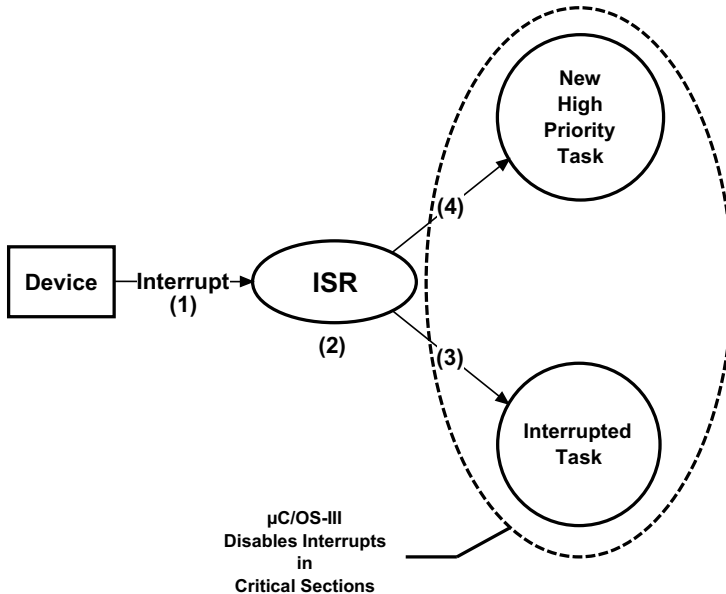 New
High
Priority
Task
(4)
Device
Interrupt
(1)
ISR
(2)
(3)
Interrupted
Task
µC/OS-III
Disables Interrupts
in
Critical Sections